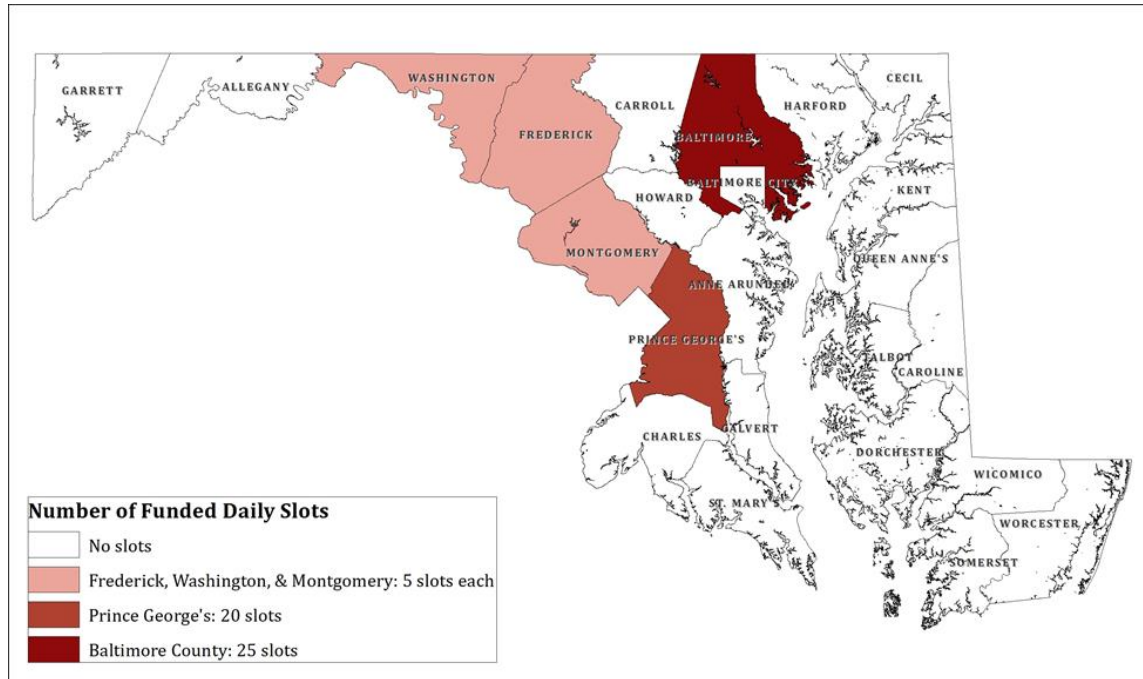 GARRETT
ALLEGANY
WASHINGTON
FREDERICK
CARROLL
BALTIMORE
HARFORD
CECIL
BALTIMORE CITY
HOWARD
KENT
MONTGOMERY
QUEEN ANNE'S
ANNE ARUNDEL
PRINCE GEORGE'S
TALBOT
CAROLINE
CHARLES
CALVERT
DORCHESTER
WICOMICO
ST. MARY'S
WORCESTER
SOMERSET
Number of Funded Daily Slots
No slots
Frederick, Washington, & Montgomery: 5 slots each
Prince George's: 20 slots
Baltimore County: 25 slots